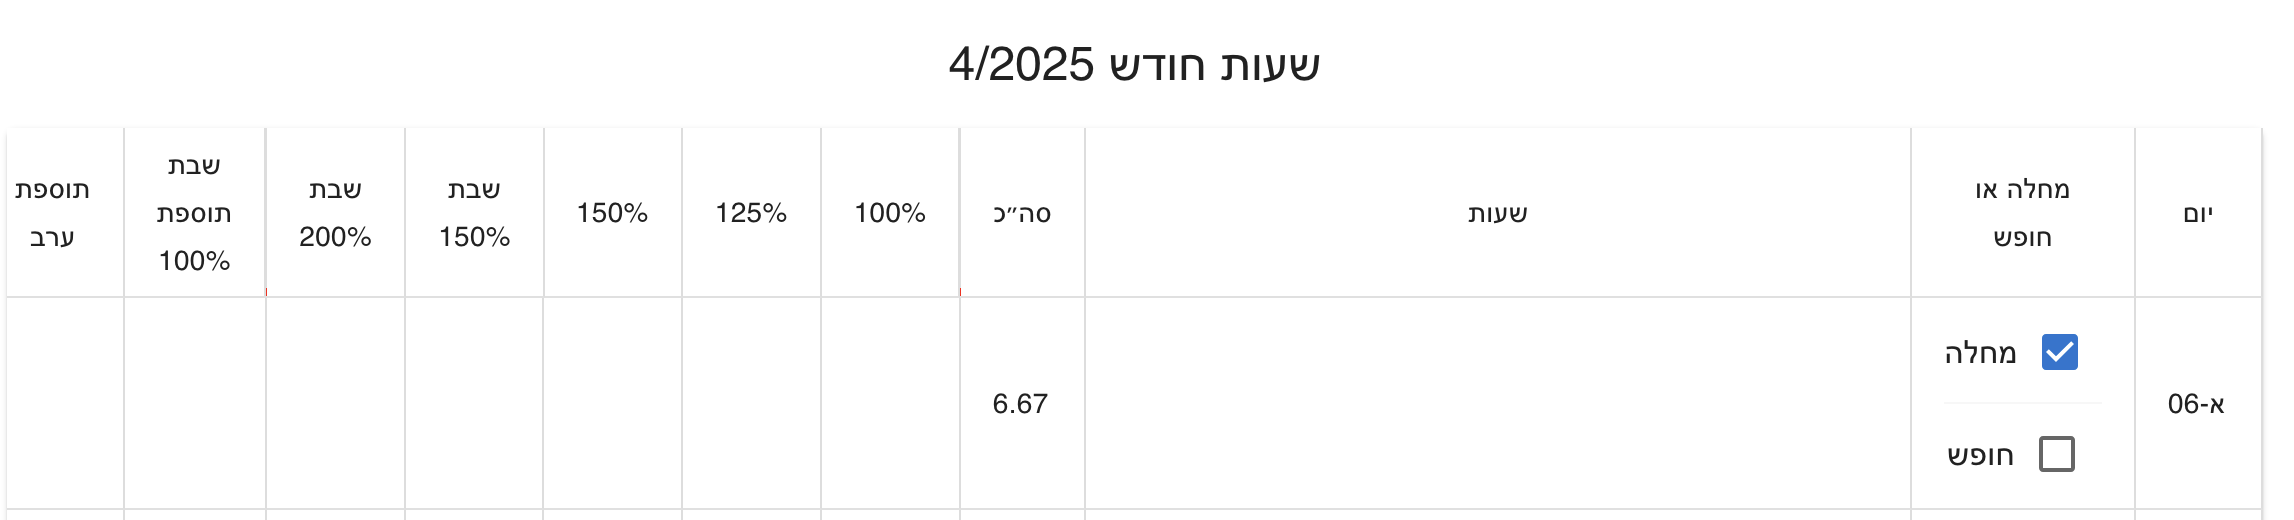 שעות חודש 4/2025
יום
מחלה או
חופש
שעות
סה״כ
100%
125%
150%
שבת
150%
שבת
200%
שבת
תוספת
100%
תוספת
ערב
א-06
מחלה
חופש
6.67